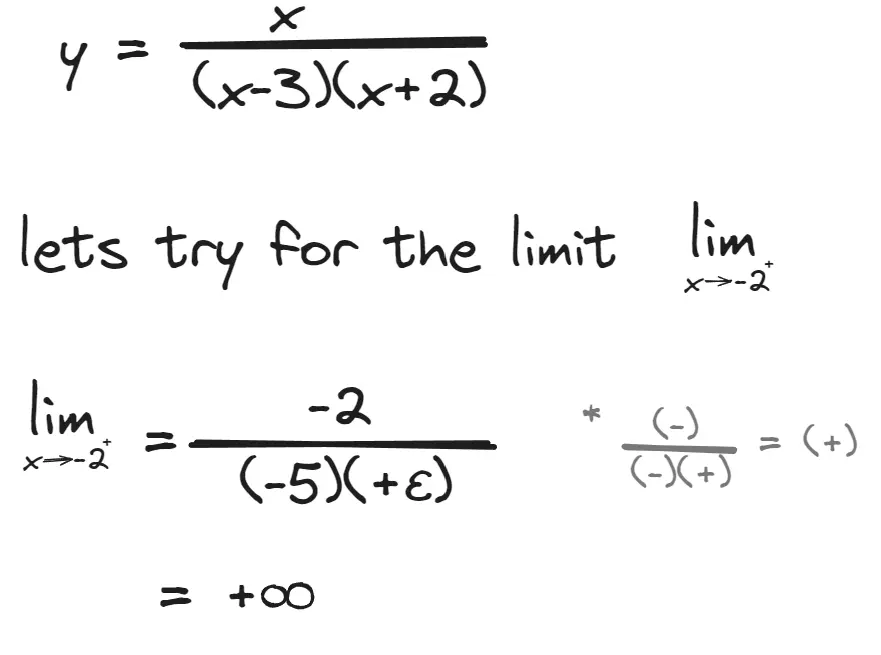 y = x / (x-3)(x+2)
lets try for the limit lim x→-2⁺
lim x→-2⁺ = -2 / (-5)(+ε) * (-) / (-)(+) = (+)
= +∞